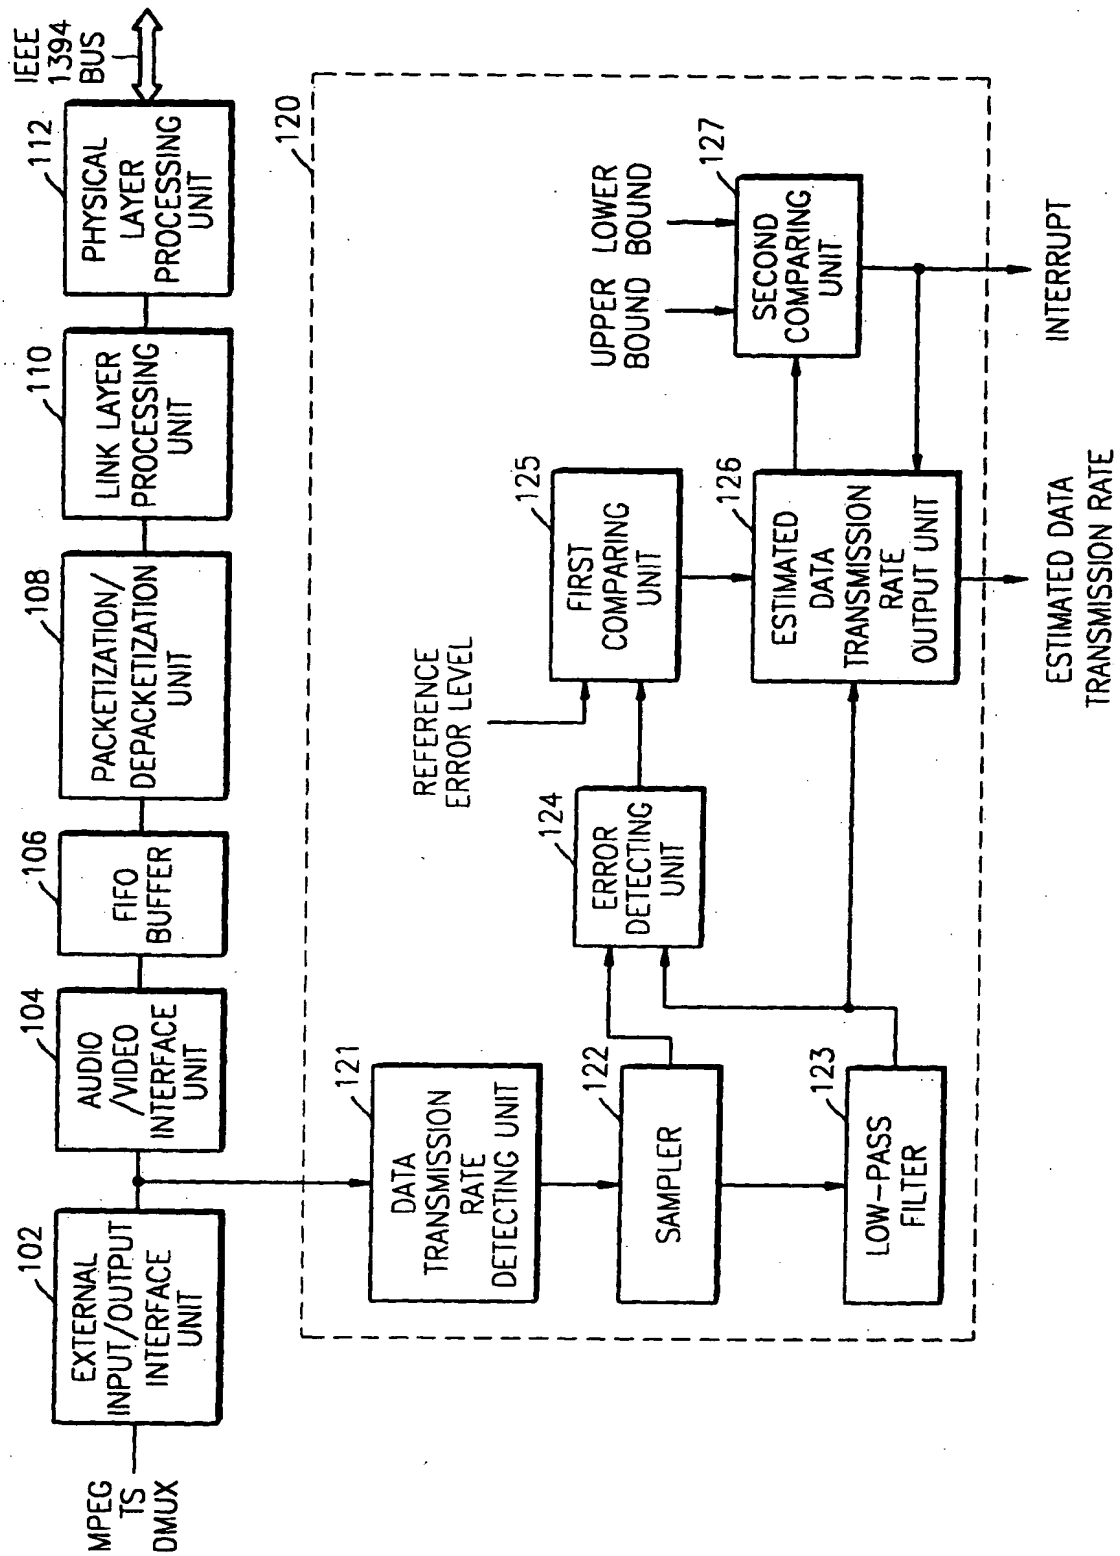 MPEG
TS
DMUX
102
EXTERNAL
INPUT/OUTPUT
INTERFACE
UNIT
104
AUDIO
/VIDEO
INTERFACE
UNIT
106
FIFO
BUFFER
108
PACKETIZATION/
DEPACKETIZATION
UNIT
110
LINK LAYER
PROCESSING
UNIT
112
PHYSICAL
LAYER
PROCESSING
UNIT
IEEE
1394
BUS
120
121
DATA
TRANSMISSION
RATE
DETECTING UNIT
122
SAMPLER
123
LOW-PASS
FILTER
124
ERROR
DETECTING
UNIT
REFERENCE
ERROR LEVEL
125
FIRST
COMPARING
UNIT
126
ESTIMATED
DATA
TRANSMISSION
RATE
OUTPUT UNIT
UPPER
BOUND
LOWER
BOUND
127
SECOND
COMPARING
UNIT
ESTIMATED DATA
TRANSMISSION RATE
INTERRUPT